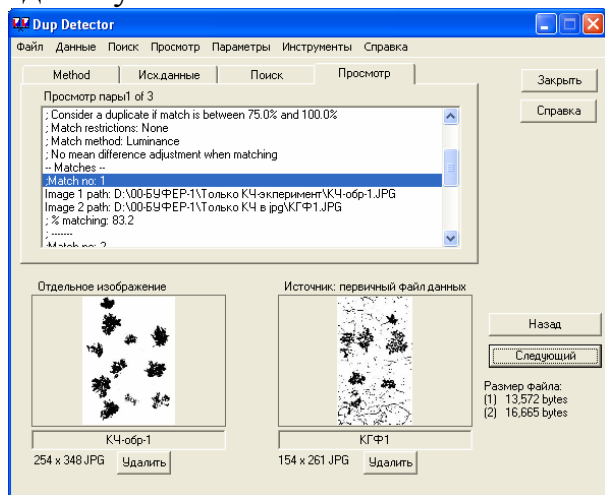 Dup Detector
Файл Данные Поиск Просмотр Параметры Инструменты Справка
Method Исх.данные Поиск Просмотр
Закрыть
Справка
Просмотр пары1 of 3
; Consider a duplicate if match is between 75.0% and 100.0%
; Match restrictions: None
; Match method: Luminance
; No mean difference adjustment when matching
-- Matches --
;Match no: 1
Image 1 path: D:\00-БУФЕР-1\Только КЧ-экперимент\КЧ-обр-1.JPG
Image 2 path: D:\00-БУФЕР-1\Только КЧ в jpg\КГФ1.JPG
; % matching: 83.2
; -------
;Match no: 2
Отдельное изображение
Источник: первичный файл данных
Назад
Следующий
Размер файла:
(1) 13,572 bytes
(2) 16,665 bytes
КЧ-обр-1
КГФ1
254 x 348 JPG Удалить
154 x 261 JPG Удалить